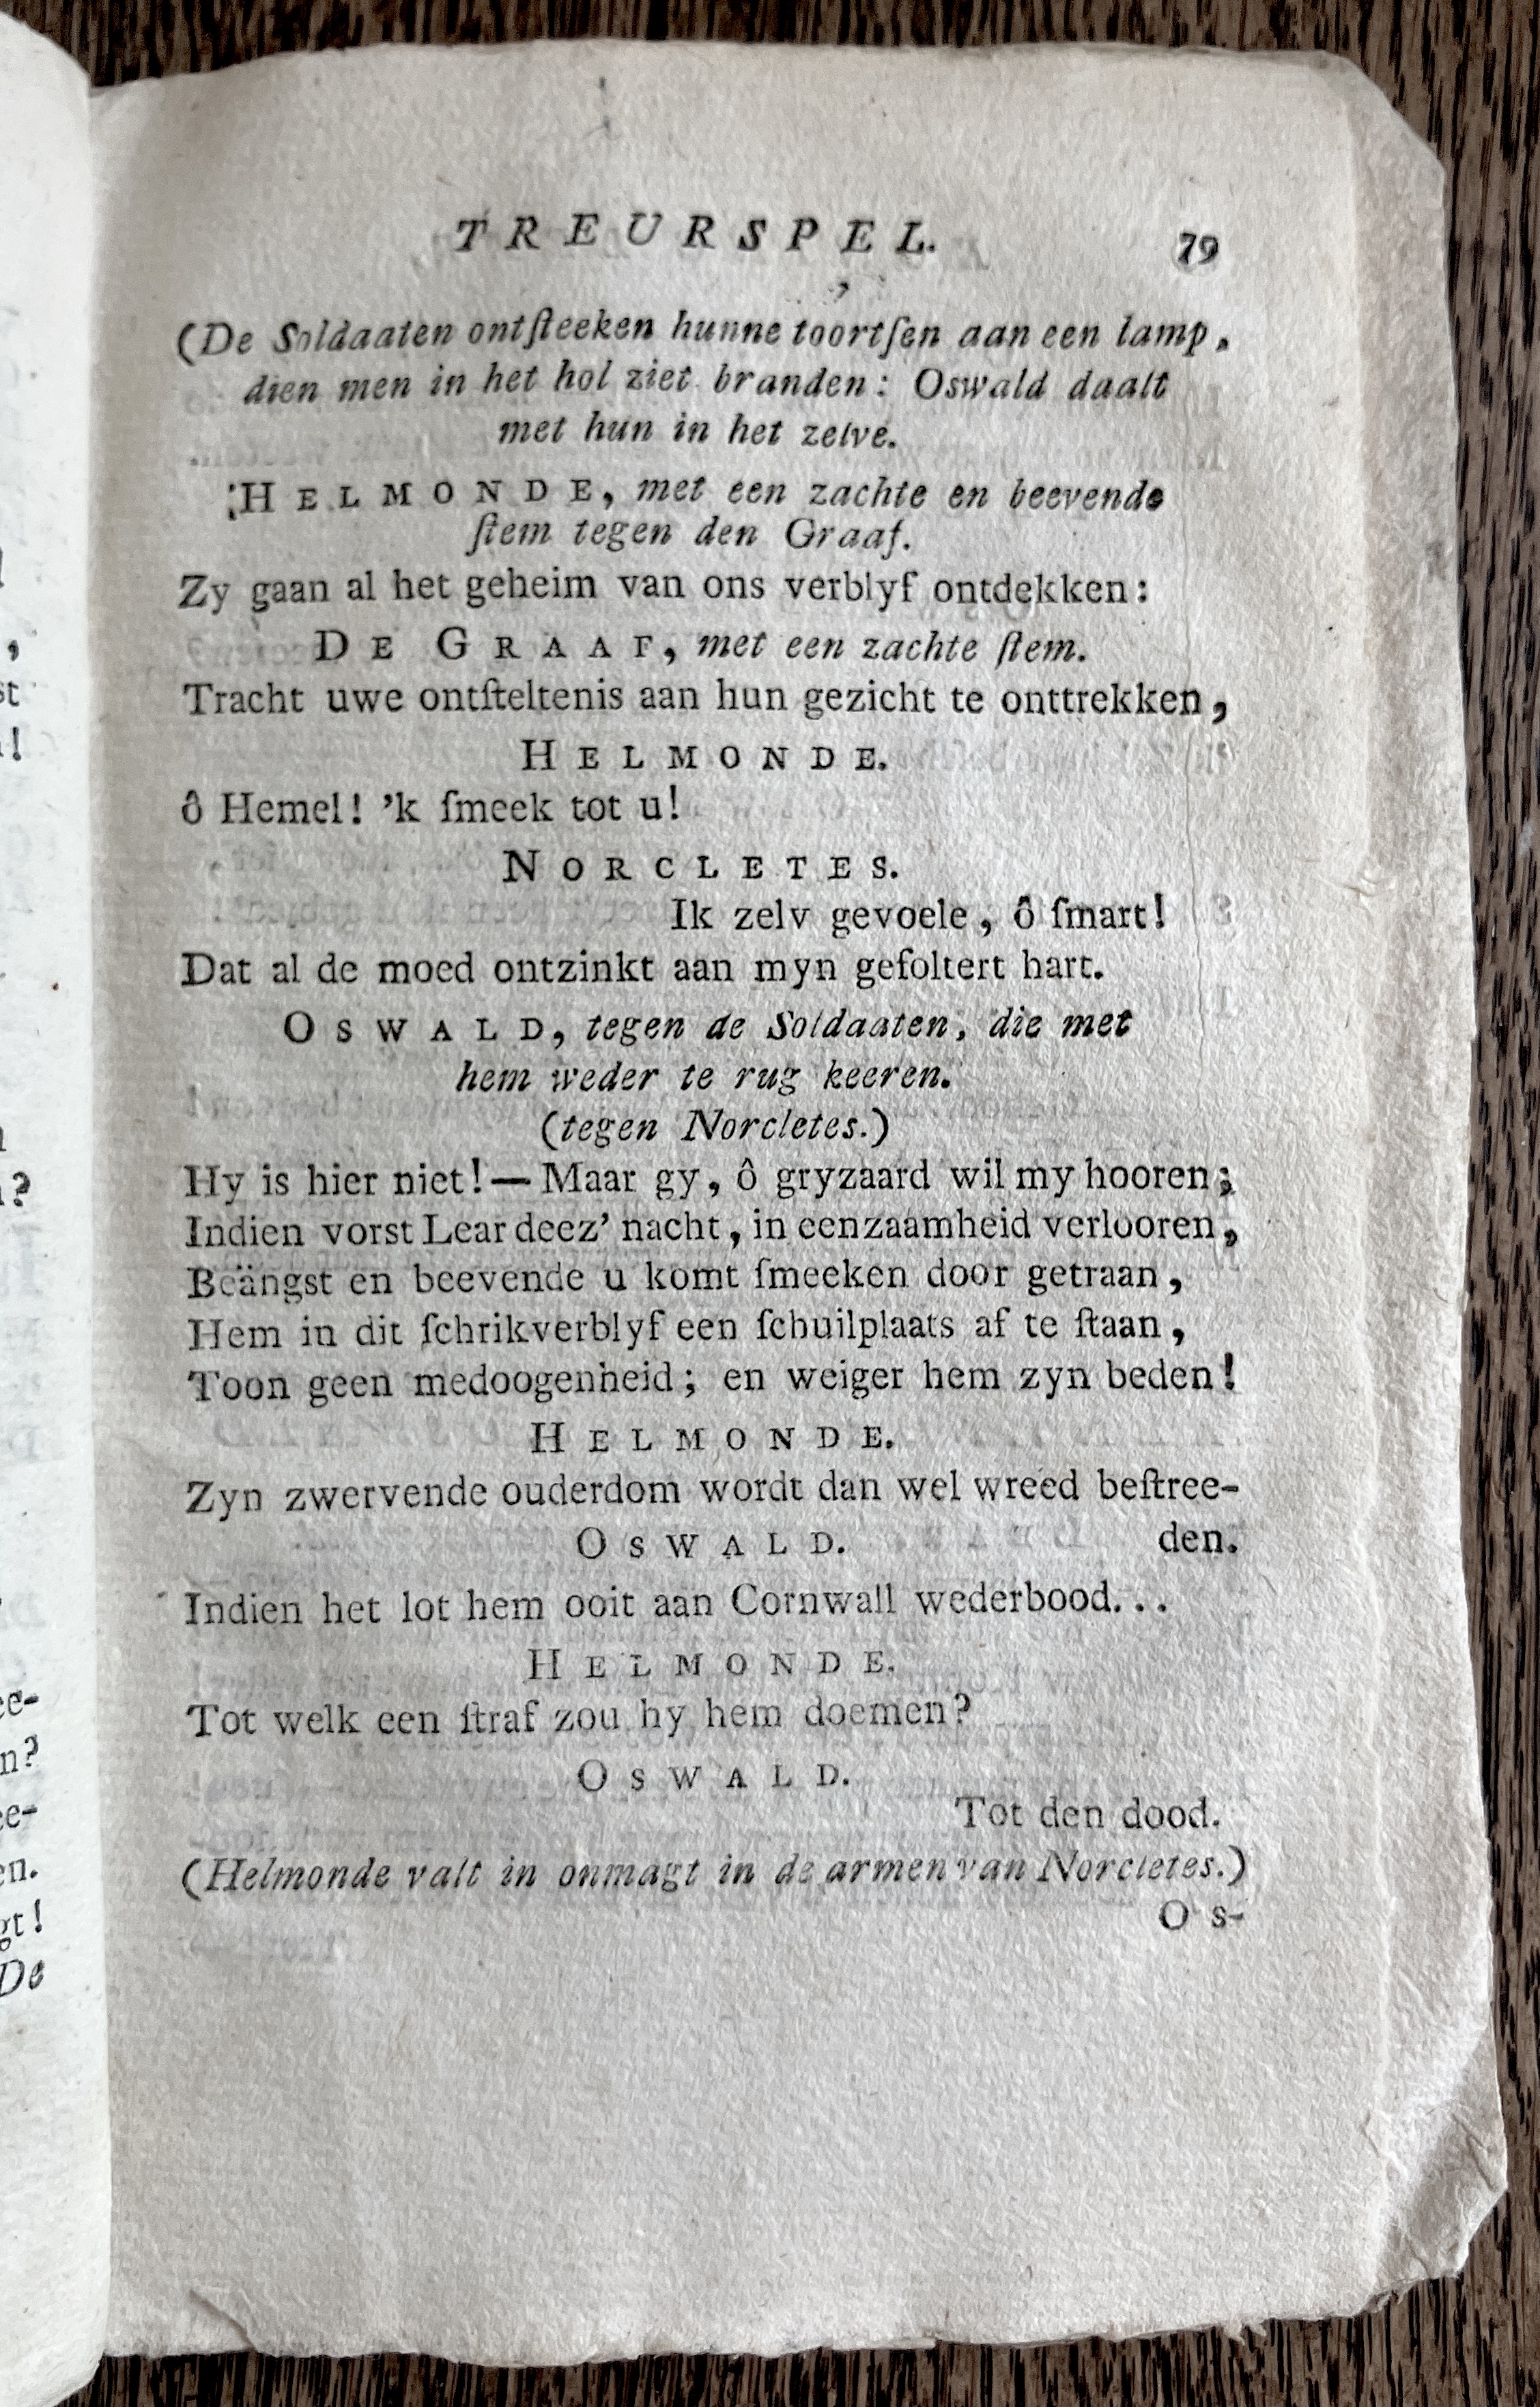 TREURSPEL. 79
(De Soldaaten ontſteeken hunne toortſen aan een lamp,
dien men in het hol ziet branden: Oswald daalt
met hun in het zelve.
HELMONDE, met een zachte en beevende
ſtem tegen den Graaf.
Zy gaan al het geheim van ons verblyf ontdekken:
DE GRAAF, met een zachte ſtem.
Tracht uwe ontſteltenis aan hun gezicht te onttrekken,
HELMONDE.
ô Hemel! 'k ſmeek tot u!
NORCLETES.
Ik zelv gevoele, ô ſmart!
Dat al de moed ontzinkt aan myn gefoltert hart.
OSWALD, tegen de Soldaaten, die met
hem weder te rug keeren.
(tegen Norcletes.)
Hy is hier niet!— Maar gy, ô gryzaard wil my hooren;
Indien vorst Lear deez' nacht, in eenzaamheid verlooren,
Beängst en beevende u komt ſmeeken door getraan,
Hem in dit ſchrikverblyf een ſchuilplaats af te ſtaan,
Toon geen medoogenheid; en weiger hem zyn beden!
HELMONDE.
Zyn zwervende ouderdom wordt dan wel wreed beſtree-
OSWALD. den.
Indien het lot hem ooit aan Cornwall wederbood...
HELMONDE.
Tot welk een ſtraf zou hy hem doemen?
OSWALD.
Tot den dood.
(Helmonde valt in onmagt in de armen van Norcletes.)
Os-